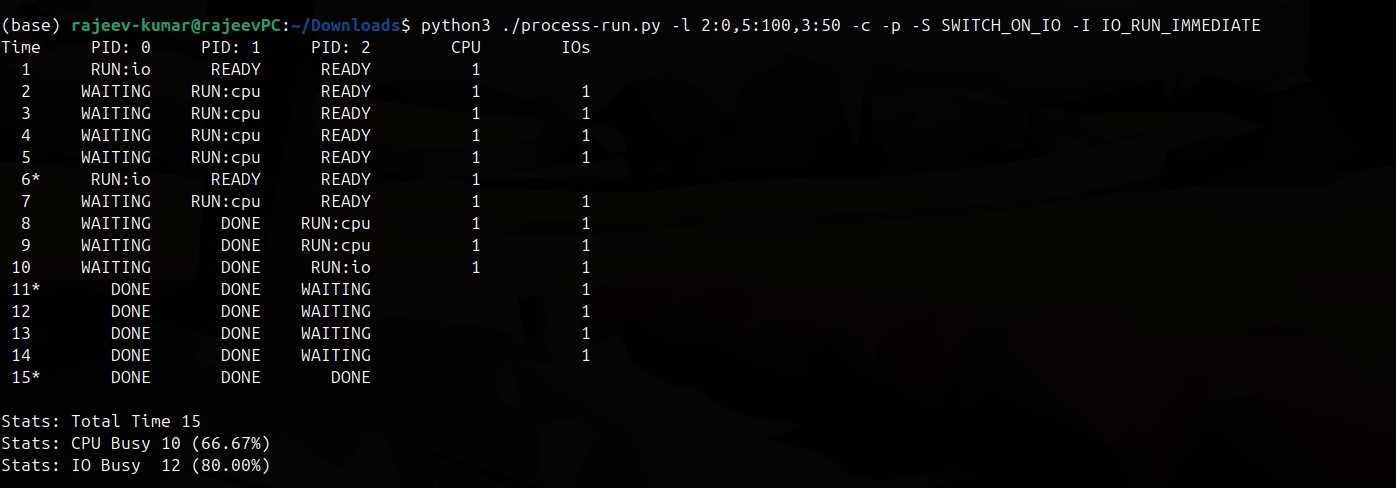 (base) rajeev-kumar@rajeevPC:~/Downloads$ python3 ./process-run.py -l 2:0,5:100,3:50 -c -p -S SWITCH_ON_IO -I IO_RUN_IMMEDIATE
Time PID: 0 PID: 1 PID: 2 CPU IOs
1 RUN:io READY READY 1
2 WAITING RUN:cpu READY 1 1
3 WAITING RUN:cpu READY 1 1
4 WAITING RUN:cpu READY 1 1
5 WAITING RUN:cpu READY 1 1
6* RUN:io READY READY 1
7 WAITING RUN:cpu READY 1 1
8 WAITING DONE RUN:cpu 1 1
9 WAITING DONE RUN:cpu 1 1
10 WAITING DONE RUN:io 1 1
11* DONE DONE WAITING 1
12 DONE DONE WAITING 1
13 DONE DONE WAITING 1
14 DONE DONE WAITING 1
15* DONE DONE DONE
Stats: Total Time 15
Stats: CPU Busy 10 (66.67%)
Stats: IO Busy 12 (80.00%)